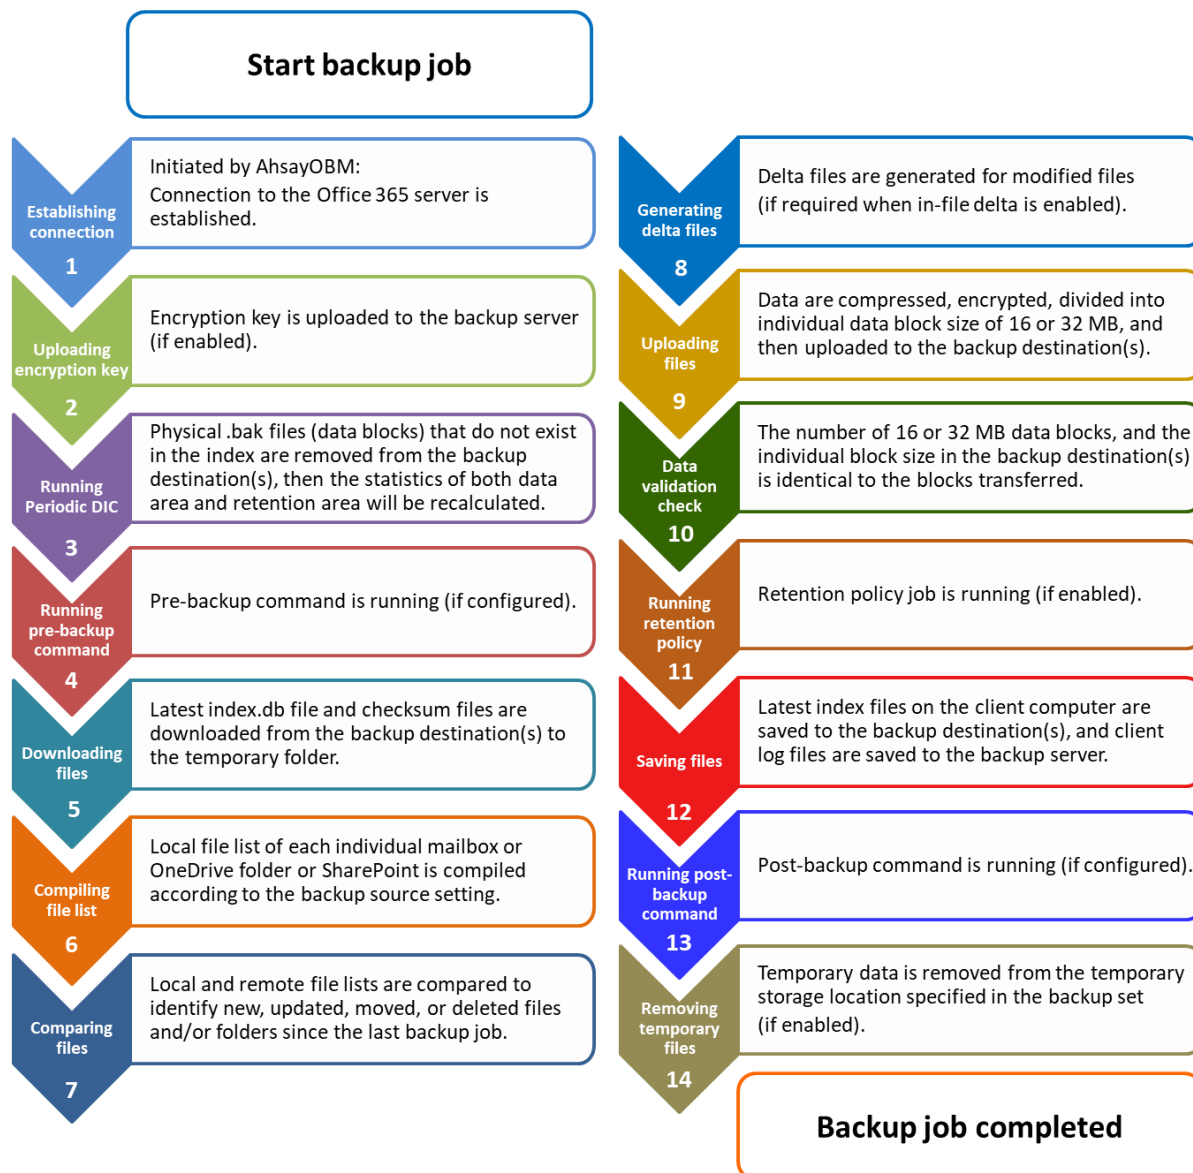 Start backup job
Establishing
connection
1
Initiated by AhsayOBM:
Connection to the Office 365 server is
established.
Uploading
encryption key
2
Encryption key is uploaded to the backup server
(if enabled).
Running
Periodic DIC
3
Physical .bak files (data blocks) that do not exist
in the index are removed from the backup
destination(s), then the statistics of both data
area and retention area will be recalculated.
Running
pre-backup
command
4
Pre-backup command is running (if configured).
Downloading
files
5
Latest index.db file and checksum files are
downloaded from the backup destination(s) to
the temporary folder.
Compiling
file list
6
Local file list of each individual mailbox or
OneDrive folder or SharePoint is compiled
according to the backup source setting.
Comparing
files
7
Local and remote file lists are compared to
identify new, updated, moved, or deleted files
and/or folders since the last backup job.
Generating
delta files
8
Delta files are generated for modified files
(if required when in-file delta is enabled).
Uploading
files
9
Data are compressed, encrypted, divided into
individual data block size of 16 or 32 MB, and
then uploaded to the backup destination(s).
Data
validation
check
10
The number of 16 or 32 MB data blocks, and the
individual block size in the backup destination(s)
is identical to the blocks transferred.
Running
retention
policy
11
Retention policy job is running (if enabled).
Saving files
12
Latest index files on the client computer are
saved to the backup destination(s), and client
log files are saved to the backup server.
Running post-
backup
command
13
Post-backup command is running (if configured).
Removing
temporary
files
14
Temporary data is removed from the temporary
storage location specified in the backup set
(if enabled).
Backup job completed